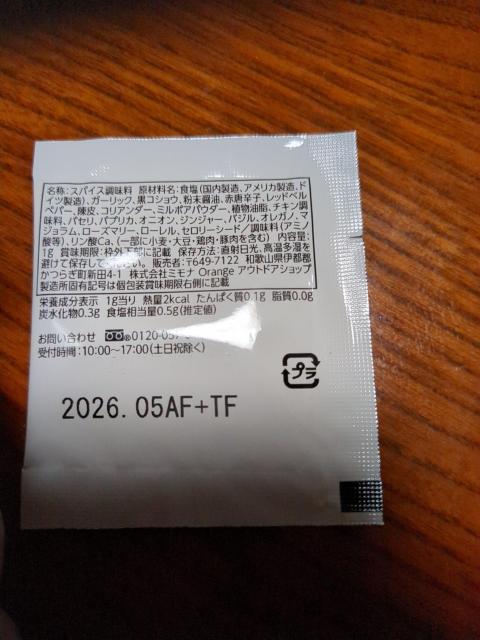 名称:スパイス調味料 原材料名:食塩(国内製造、アメリカ製造、ド
イツ製造)、ガーリック、黒コショウ、粉末醤油、赤唐辛子、レッドベル
ペパー、陳皮、コリアンダー、ミルポアパウダー、植物油脂、チキン調
味料、パセリ、パプリカ、オニオン、ジンジャー、バジル、オレガノ、マ
ジョラム、ローズマリー、ローレル、セロリーシード/調味料(アミノ
酸等)、リン酸Ca、(一部に小麦・大豆・鶏肉・豚肉を含む) 内容量:
1g 賞味期限:枠外下部に記載 保存方法:直射日光、高温多湿を
避けて保存して 販売者:〒649-7122 和歌山県伊都郡
かつらぎ町新田4-1 株式会社ミモナ Orange アウトドアショップ
製造所固有記号は個包装賞味期限右側に記載
栄養成分表示 1g当り 熱量2kcal たんぱく質0.1g 脂質0.0g
炭水化物0.3g 食塩相当量0.5g(推定値)
お問い合わせ 0120-05
受付時間:10:00〜17:00(土日祝除く)
プラ
2026.05AF+TF